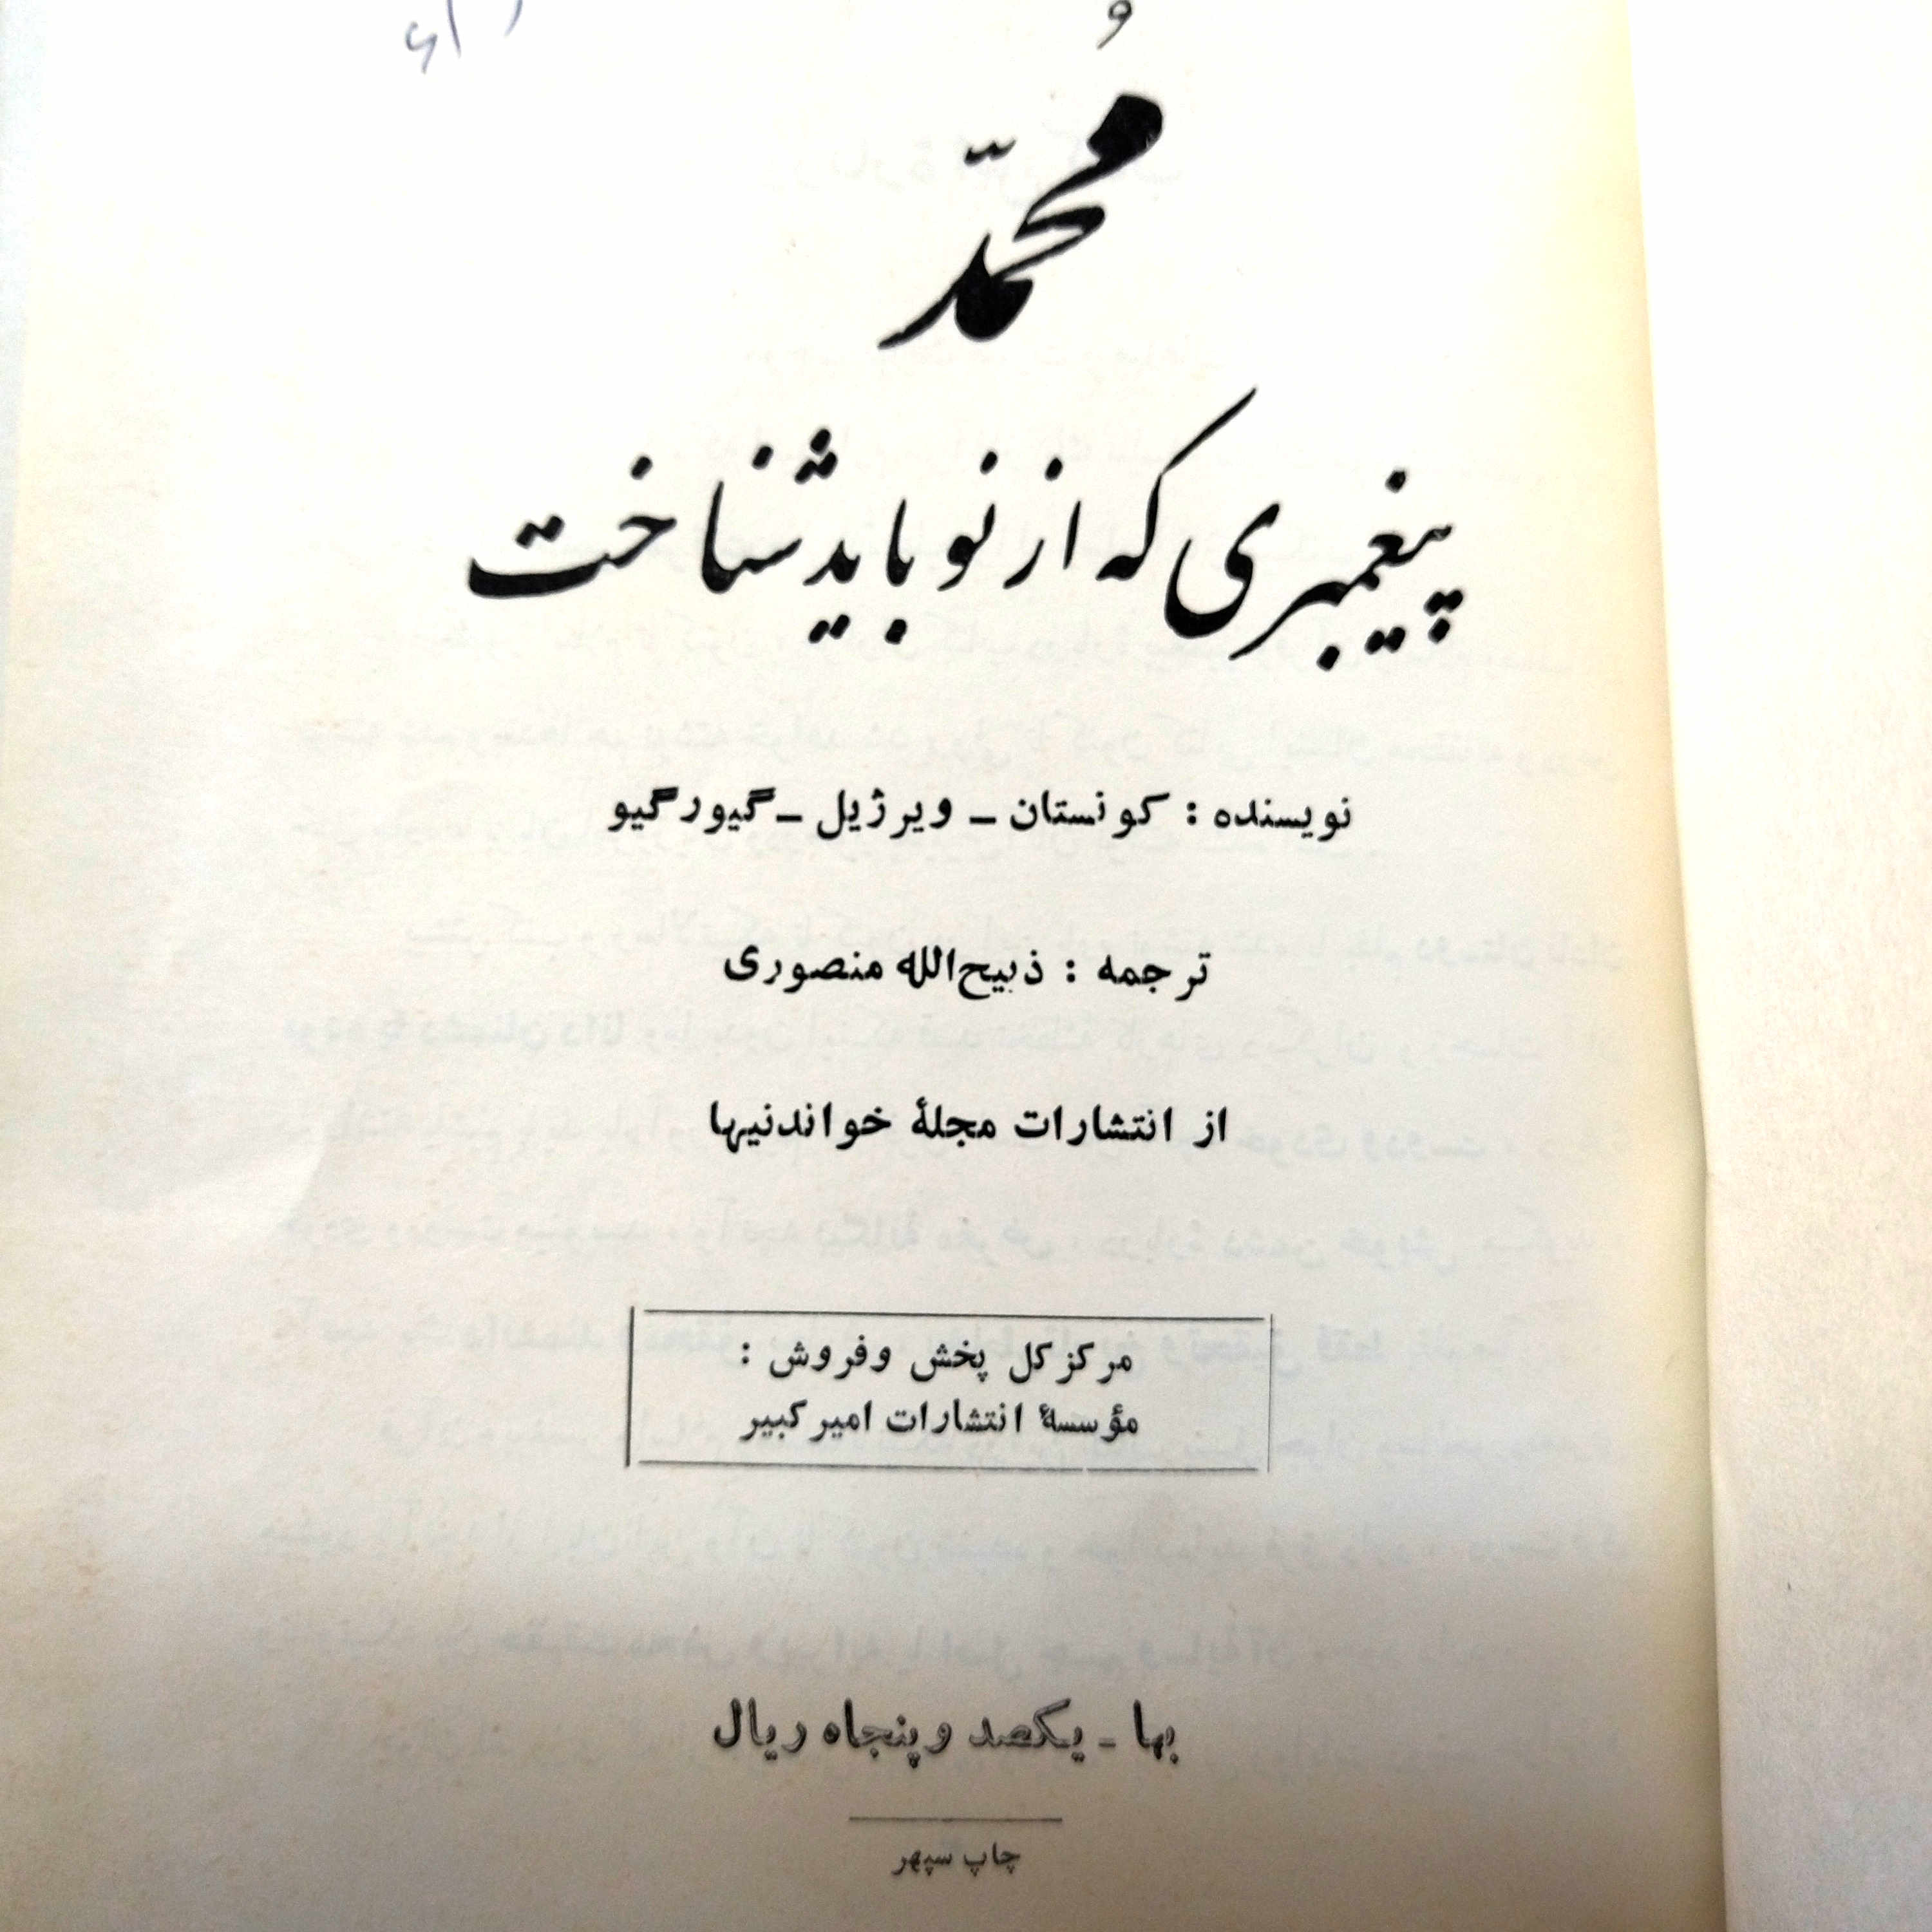 محمّد
پیغمبری که از نو باید شناخت
نویسنده : کونستان ـ ویرژیل ـ گیورگیو
ترجمه : ذبیح‌الله منصوری
از انتشارات مجلهٔ خواندنیها
مرکز کل پخش وفروش :
مؤسسهٔ انتشارات امیرکبیر
بها ـ یکصد و پنجاه ریال
چاپ سپهر